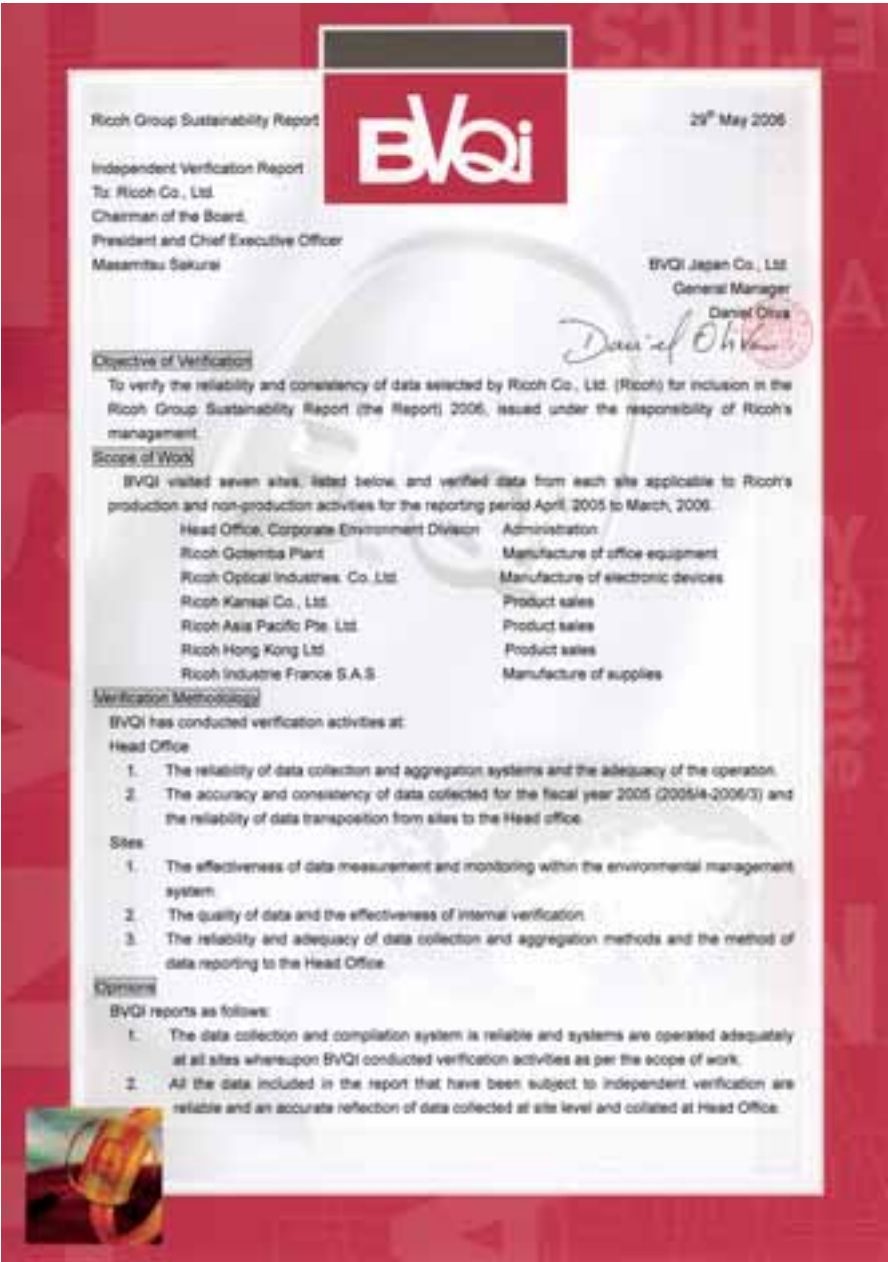 ETHICS
BVQi
Ricoh Group Sustainability Report
29th May 2006
Independent Verification Report
To: Ricoh Co., Ltd.
Chairman of the Board,
President and Chief Executive Officer
Masamitsu Sakurai
BVQI Japan Co., Ltd.
General Manager
Daniel Oliva
Daniel Oliva
Objective of Verification
To verify the reliability and consistency of data selected by Ricoh Co., Ltd. (Ricoh) for inclusion in the
Ricoh Group Sustainability Report (the Report) 2006, issued under the responsibility of Ricoh's
management.
Scope of Work
BVQI visited seven sites, listed below, and verified data from each site applicable to Ricoh's
production and non-production activities for the reporting period April, 2005 to March, 2006.
Head Office, Corporate Environment Division Administration
Ricoh Gotemba Plant Manufacture of office equipment
Ricoh Optical Industries. Co.,Ltd. Manufacture of electronic devices
Ricoh Kansai Co., Ltd. Product sales
Ricoh Asia Pacific Pte. Ltd. Product sales
Ricoh Hong Kong Ltd. Product sales
Ricoh Industrie France S.A.S Manufacture of supplies
Verification Methodology
BVQI has conducted verification activities at:
Head Office
1. The reliability of data collection and aggregation systems and the adequacy of the operation.
2. The accuracy and consistency of data collected for the fiscal year 2005 (2005/4-2006/3) and
the reliability of data transposition from sites to the Head office.
Sites
1. The effectiveness of data measurement and monitoring within the environmental management
system.
2. The quality of data and the effectiveness of internal verification.
3. The reliability and adequacy of data collection and aggregation methods and the method of
data reporting to the Head Office
Opinions
BVQI reports as follows:
1. The data collection and compilation system is reliable and systems are operated adequately
at all sites whereupon BVQI conducted verification activities as per the scope of work.
2. All the data included in the report that have been subject to independent verification are
reliable and an accurate reflection of data collected at site level and collated at Head Office.